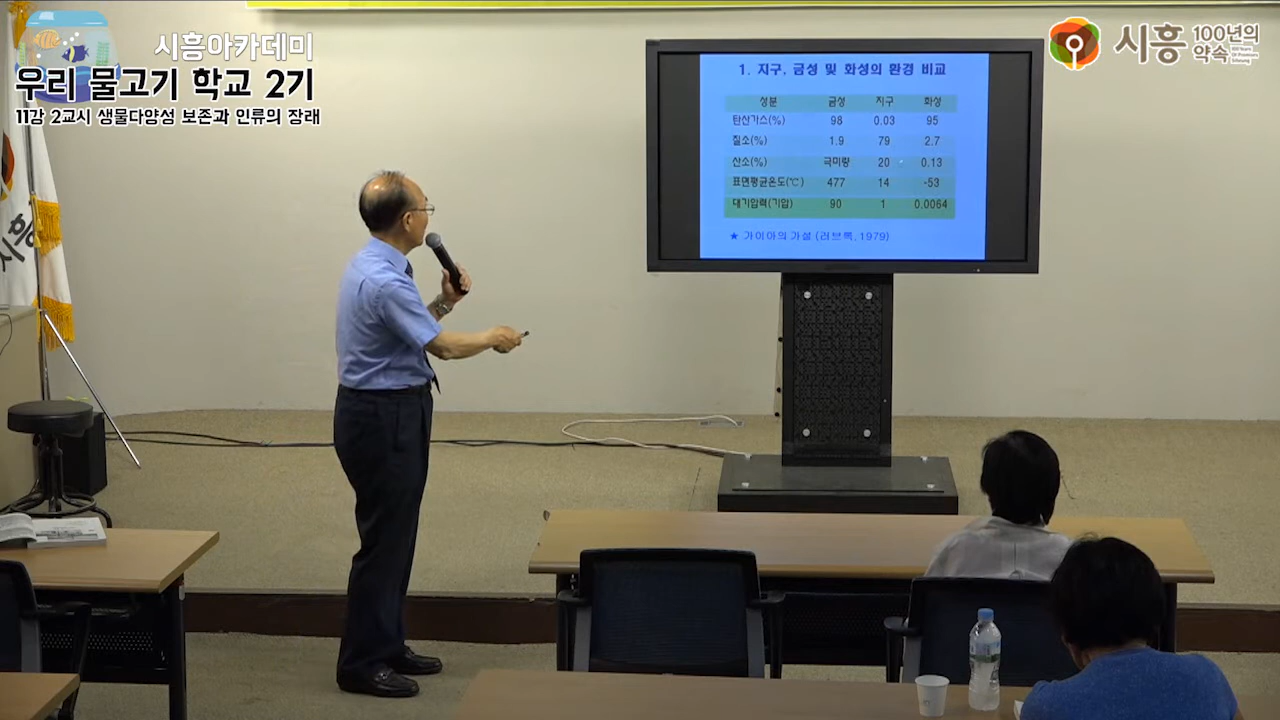 시흥아카데미
우리 물고기 학교 2기
11강 2교시 생물다양성 보존과 인류의 장래
시흥 100년의 약속
1. 지구, 금성 및 화성의 환경 비교
성분 금성 지구 화성
탄산가스(%) 98 0.03 95
질소(%) 1.9 79 2.7
산소(%) 극미량 20 0.13
표면평균온도(℃) 477 14 -53
대기압력(기압) 90 1 0.0064
★ 가이아의 가설 (러브록, 1979)
시흥